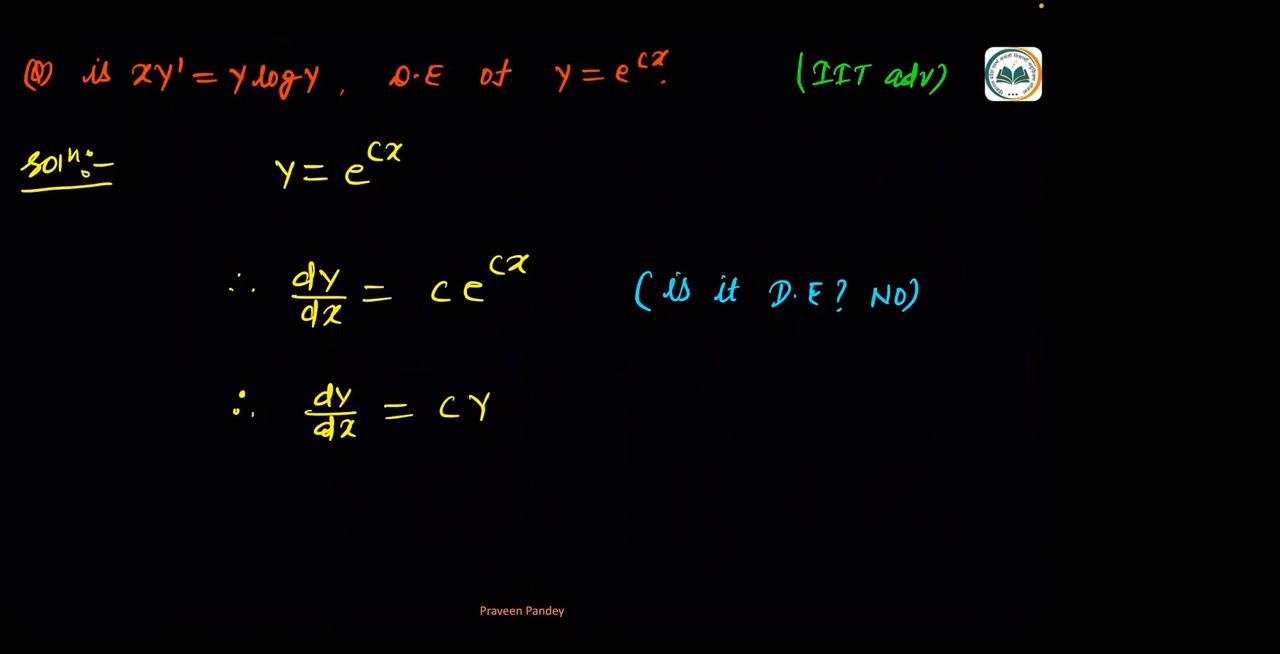 (Q) is xy' = y log y, D.E of y = e^{cx}? (IIT adv)
Solⁿ:- y = e^{cx}
∴ dy/dx = ce^{cx} (is it D.E? NO)
∴ dy/dx = cy
Praveen Pandey